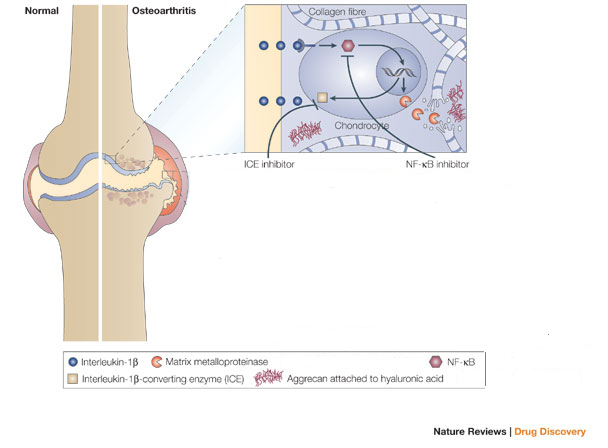 Normal Osteoarthritis
Collagen fibre
Chondrocyte
ICE inhibitor NF-κB inhibitor
Interleukin-1β Matrix metalloproteinase NF-κB
Interleukin-1β-converting enzyme (ICE) Aggrecan attached to hyaluronic acid
Nature Reviews | Drug Discovery